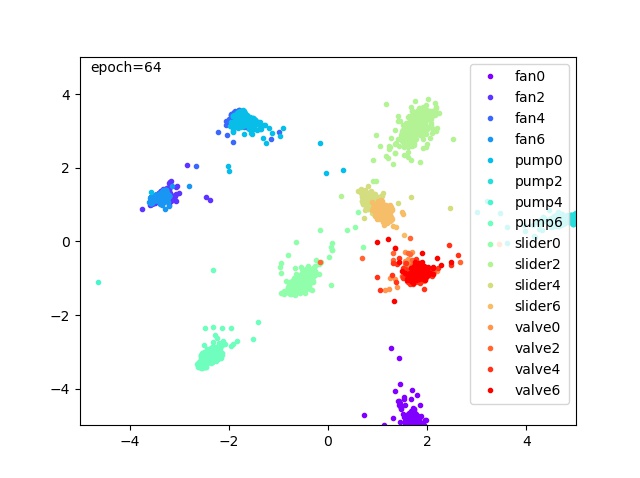 epoch=64
fan0
fan2
fan4
fan6
pump0
pump2
pump4
pump6
slider0
slider2
slider4
slider6
valve0
valve2
valve4
valve6
4
2
0
−2
−4
−4
−2
0
2
4